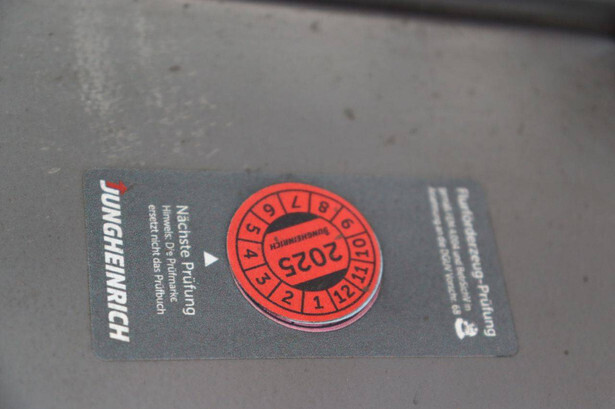 Flurförderzeug-Prüfung
2025
JUNGHEINRICH
1
2
3
4
5
6
7
8
9
10
11
12
Nächste Prüfung
Hinweis: Die Prüfmarke
ersetzt nicht das Prüfbuch
JUNGHEINRICH